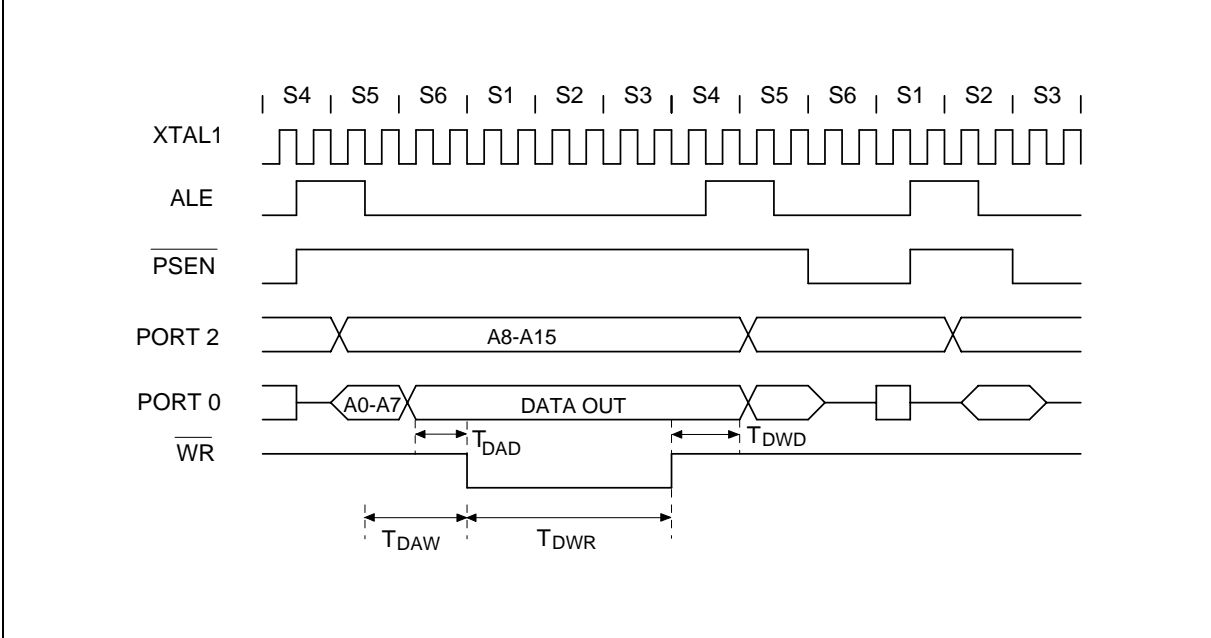 S4 S5 S6 S1 S2 S3 S4 S5 S6 S1 S2 S3
XTAL1
ALE
PSEN
PORT 2 A8-A15
PORT 0 A0-A7 DATA OUT
TDAD TDWD
WR
TDAW TDWR